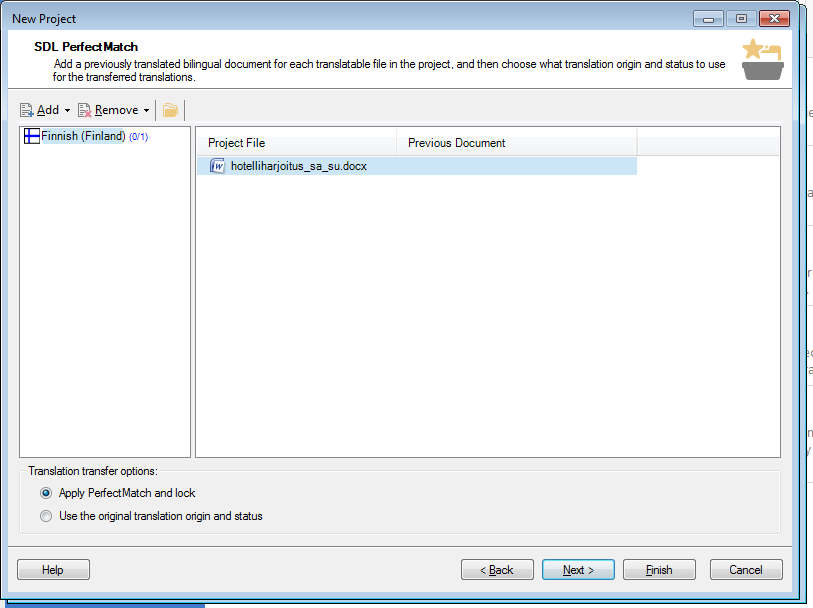 New Project
SDL PerfectMatch
Add a previously translated bilingual document for each translatable file in the project, and then choose what translation origin and status to use
for the transferred translations.
Add Remove
Finnish (Finland) (0/1)
Project File Previous Document
hotelliharjoitus_sa_su.docx
Translation transfer options:
Apply PerfectMatch and lock
Use the original translation origin and status
Help < Back Next > Finish Cancel